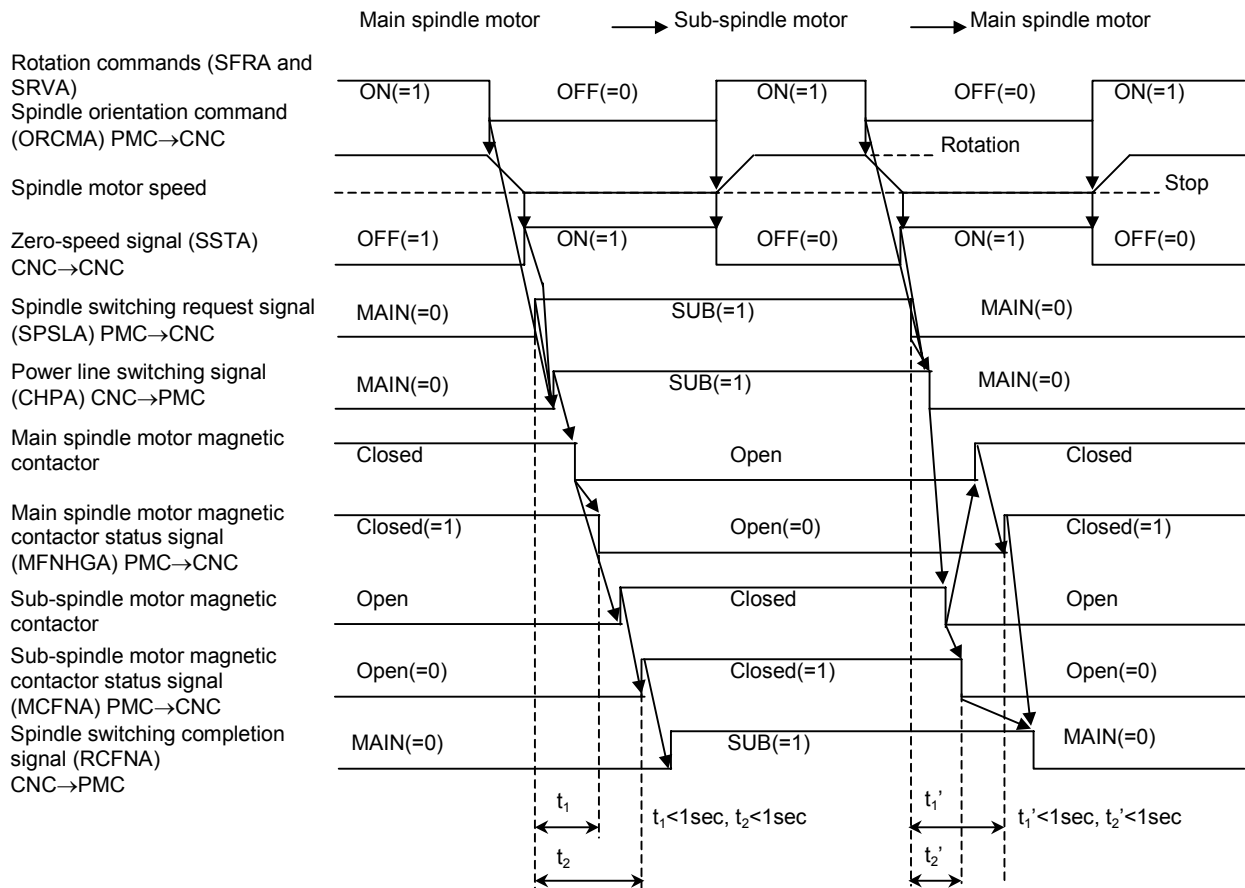 Main spindle motor → Sub-spindle motor → Main spindle motor
Rotation commands (SFRA and
SRVA)
ON(=1) OFF(=0) ON(=1) OFF(=0) ON(=1)
Spindle orientation command
(ORCMA) PMC→CNC
Rotation
Spindle motor speed
Stop
Zero-speed signal (SSTA)
CNC→CNC
OFF(=1) ON(=1) OFF(=0) ON(=1) OFF(=0)
Spindle switching request signal
(SPSLA) PMC→CNC
MAIN(=0) SUB(=1) MAIN(=0)
Power line switching signal
(CHPA) CNC→PMC
MAIN(=0) SUB(=1) MAIN(=0)
Main spindle motor magnetic
contactor
Closed Open Closed
Main spindle motor magnetic
contactor status signal
(MFNHGA) PMC→CNC
Closed(=1) Open(=0) Closed(=1)
Sub-spindle motor magnetic
contactor
Open Closed Open
Sub-spindle motor magnetic
contactor status signal
(MCFNA) PMC→CNC
Open(=0) Closed(=1) Open(=0)
Spindle switching completion
signal (RCFNA)
CNC→PMC
MAIN(=0) SUB(=1) MAIN(=0)
t1 t1<1sec, t2<1sec t1’ t1’<1sec, t2’<1sec
t2 t2’